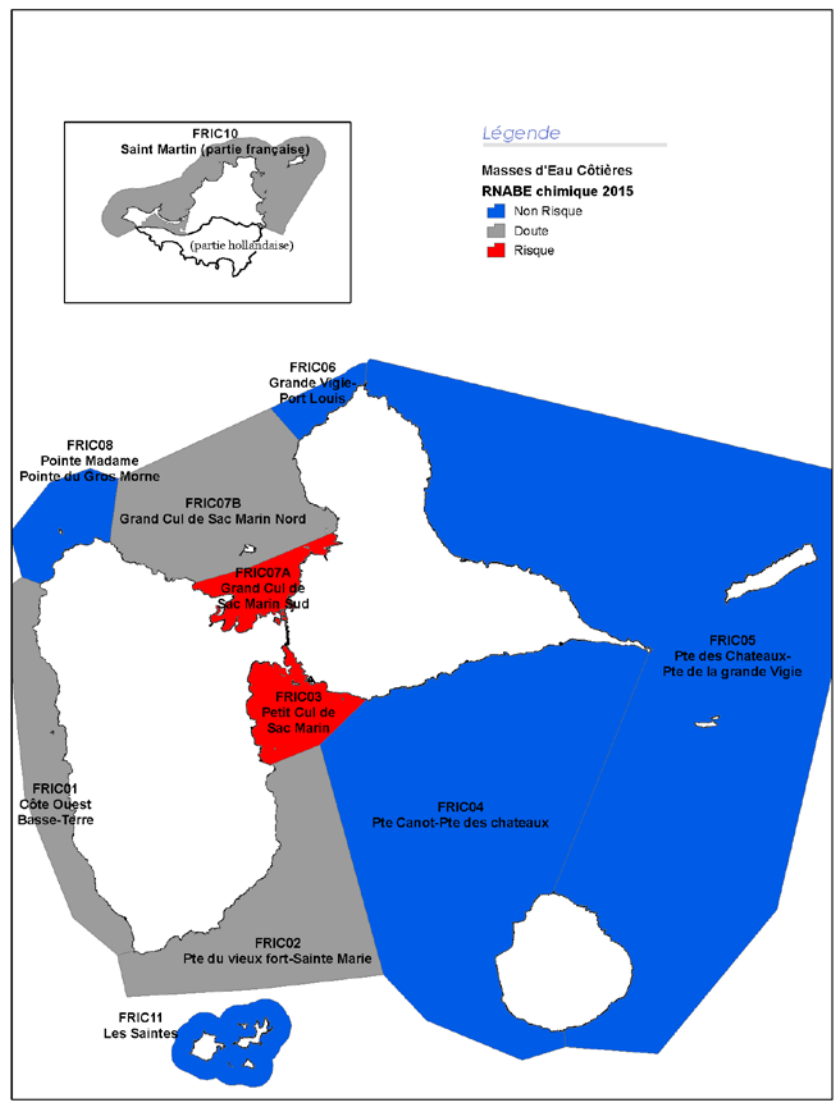 FRIC10
Saint Martin (partie française)
(partie hollandaise)
Légende
Masses d'Eau Côtières
RNABE chimique 2015
Non Risque
Doute
Risque
FRIC06
Grande Vigie-
Port Louis
FRIC08
Pointe Madame
Pointe du Gros Morne
FRIC07B
Grand Cul de Sac Marin Nord
FRIC07A
Grand Cul de
Sac Marin Sud
FRIC05
Pte des Chateaux-
Pte de la grande Vigie
FRIC03
Petit Cul de
Sac Marin
FRIC01
Côte Ouest
Basse-Terre
FRIC04
Pte Canot-Pte des chateaux
FRIC02
Pte du vieux fort-Sainte Marie
FRIC11
Les Saintes